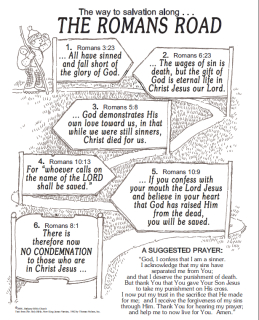 The way to salvation along . . .
THE ROMANS ROAD
1. Romans 3:23
... All have sinned
and fall short of
the glory of God.
2. Romans 6:23
... The wages of sin is
death, but the gift of
God is eternal life in
Christ Jesus our Lord.
3. Romans 5:8
... God demonstrates His
own love toward us, in that
while we were still sinners,
Christ died for us.
4. Romans 10:13
For "whoever calls on
the name of the LORD
shall be saved."
5. Romans 10:9
... If you confess with
your mouth the Lord Jesus
and believe in your heart
that God has raised Him
from the dead,
you will be saved.
6. Romans 8:1
There is
therefore now
NO CONDEMNATION
to those who are
in Christ Jesus ...
A SUGGESTED PRAYER:
"God, I confess that I am a sinner.
I acknowledge that my sins have
separated me from You;
and that I deserve the punishment of death.
But thank You that You gave Your Son Jesus
to take my punishment on His cross.
I now put my trust in the sacrifice that He made
for me, and I receive the forgiveness of my sins
through Him. Thank You for hearing my prayer;
and help me to now live for You. Amen."